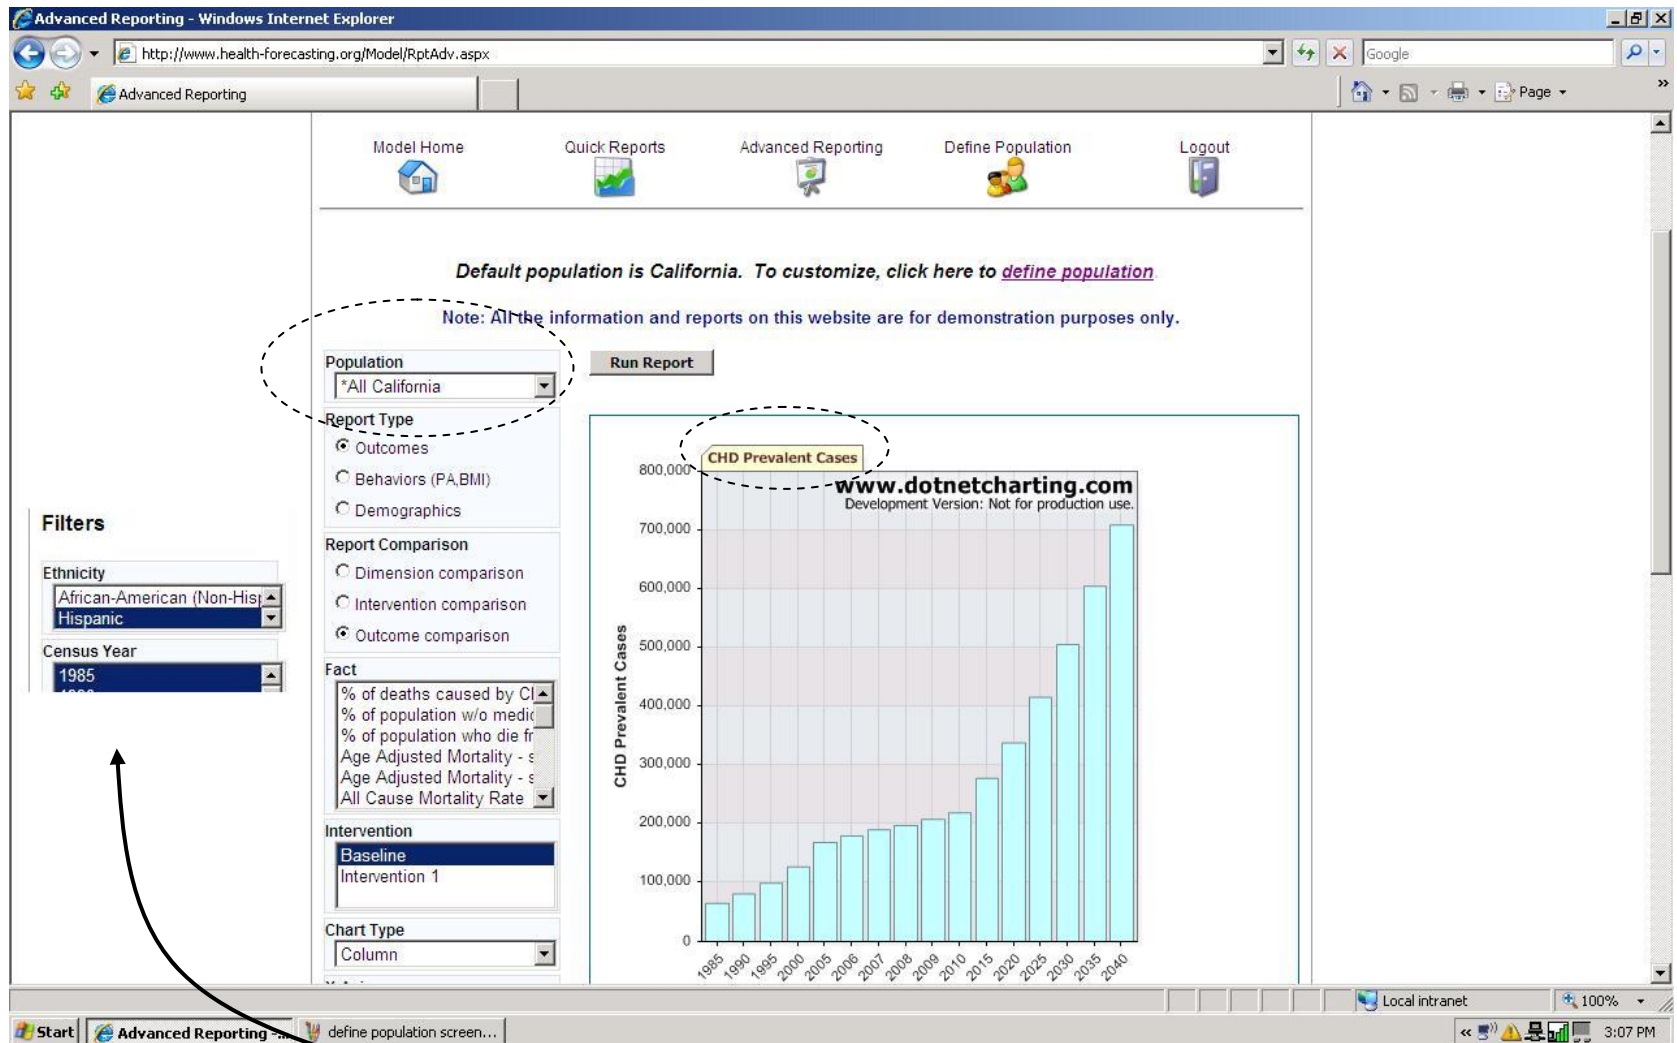 Advanced Reporting - Windows Internet Explorer
http://www.health-forecasting.org/Model/RptAdv.aspx
Google
Advanced Reporting
Page
»
Model Home
Quick Reports
Advanced Reporting
Define Population
Logout
Default population is California. To customize, click here to define population
Note: All the information and reports on this website are for demonstration purposes only.
Filters
Ethnicity
African-American (Non-Hisp
Hispanic
Census Year
1985
Population
*All California
Report Type
Outcomes
Behaviors (PA,BMI)
Demographics
Report Comparison
Dimension comparison
Intervention comparison
Outcome comparison
Fact
% of deaths caused by C
% of population w/o medic
% of population who die fr
Age Adjusted Mortality - s
Age Adjusted Mortality - s
All Cause Mortality Rate
Intervention
Baseline
Intervention 1
Chart Type
Column
Run Report
CHD Prevalent Cases
www.dotnetcharting.com
Development Version: Not for production use.
CHD Prevalent Cases
800,000
700,000
600,000
500,000
400,000
300,000
200,000
100,000
0
1985
1990
1995
2000
2005
2006
2007
2008
2009
2010
2015
2020
2025
2030
2035
2040
Local intranet
100%
Start
Advanced Reporting -...
define population screen...
«
3:07 PM